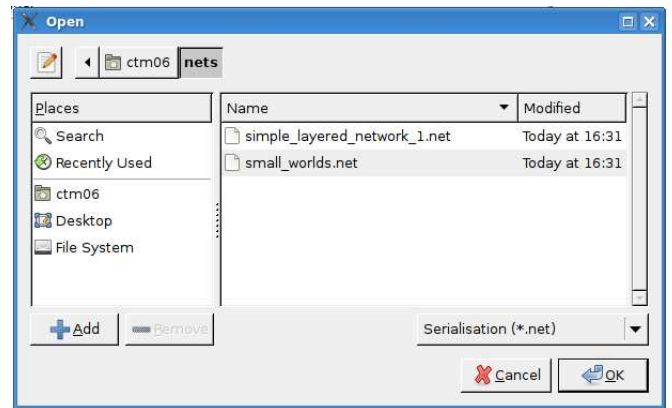 Open
ctm06 nets
Places
Search
Recently Used
ctm06
Desktop
File System
Name Modified
simple_layered_network_1.net Today at 16:31
small_worlds.net Today at 16:31
Add Remove
Serialisation (*.net)
Cancel OK